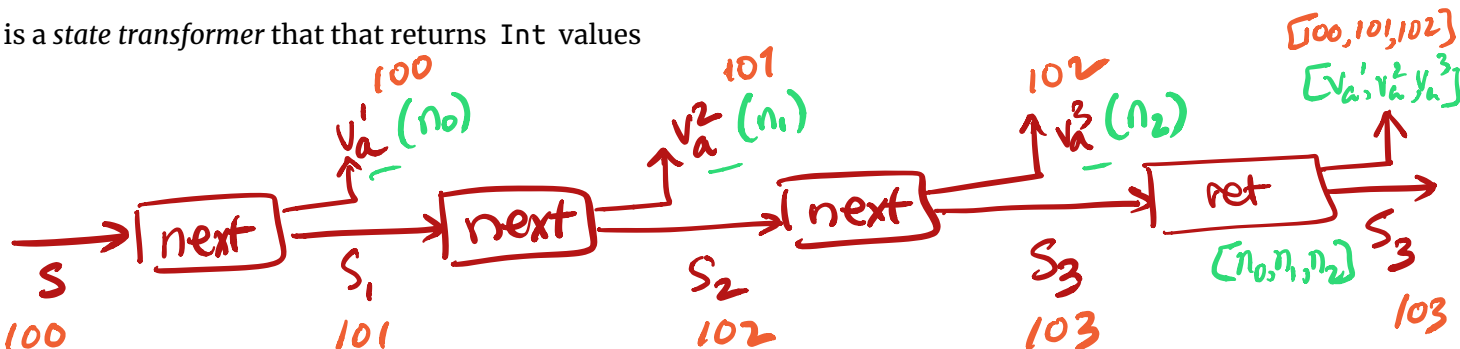 is a state transformer that that returns Int values
[100,101,102]
100
101
102
[Va¹, Va², Va³]
Va¹ (n0)
Va² (n1)
Va³ (n2)
next
next
next
ret
S
S1
S2
S3
[n0,n1,n2]
S3
100
101
102
103
103